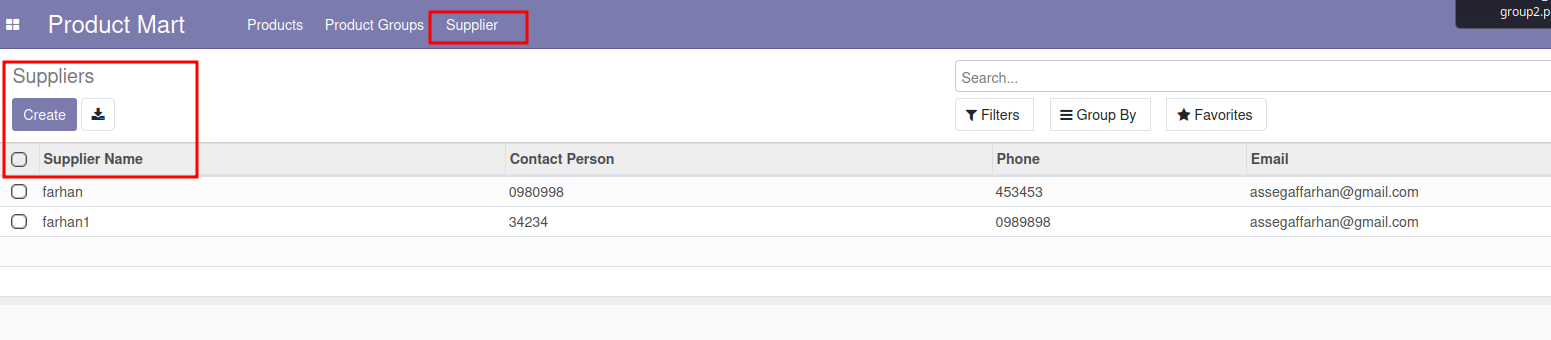 Product Mart Products Product Groups Supplier
group2.p
Suppliers
Search...
Create
Filters Group By Favorites
Supplier Name Contact Person Phone Email
farhan 0980998 453453 assegaffarhan@gmail.com
farhan1 34234 0989898 assegaffarhan@gmail.com